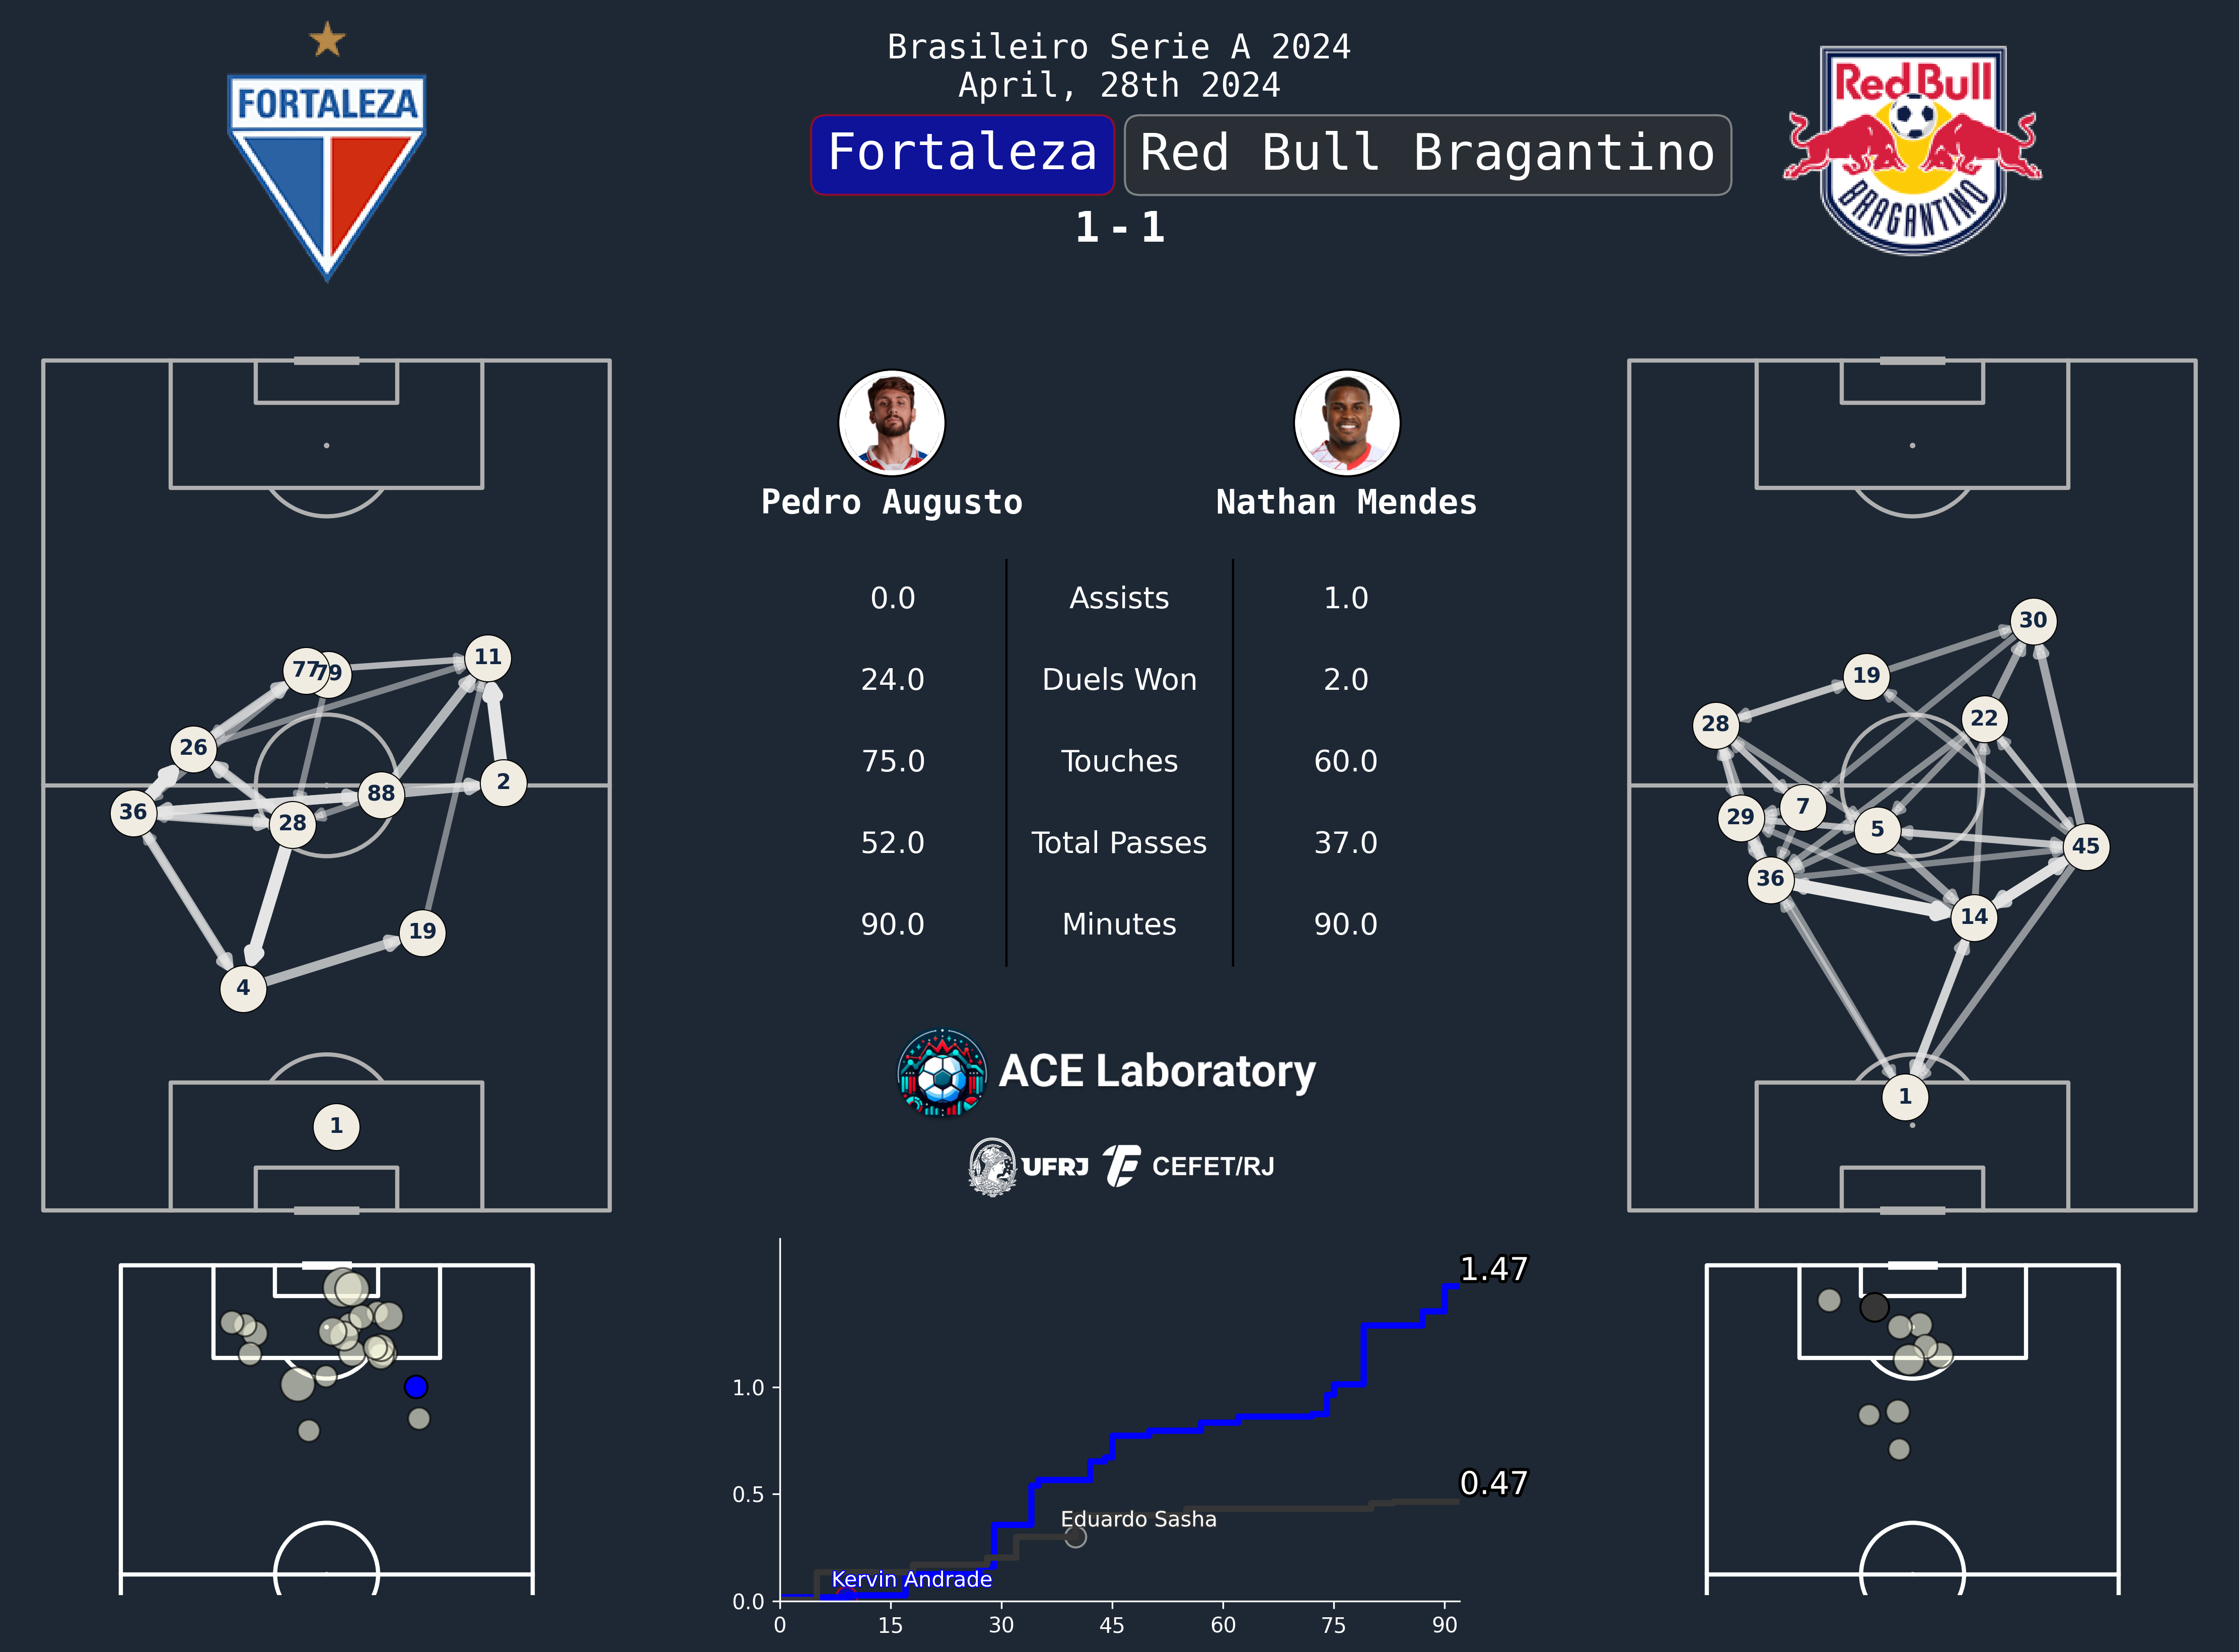 Brasileiro Serie A 2024
April, 28th 2024
FORTALEZA
Fortaleza
Red Bull Bragantino
Red Bull
BRAGANTINO
1-1
Pedro Augusto
Nathan Mendes
0.0 Assists 1.0
24.0 Duels Won 2.0
75.0 Touches 60.0
52.0 Total Passes 37.0
90.0 Minutes 90.0
77
79
11
26
2
88
36
28
19
4
1
30
19
22
28
7
29
5
45
36
14
1
ACE Laboratory
UFRJ
CEFET/RJ
1.47
1.0
0.5
0.47
Eduardo Sasha
Kervin Andrade
0.0
0 15 30 45 60 75 90